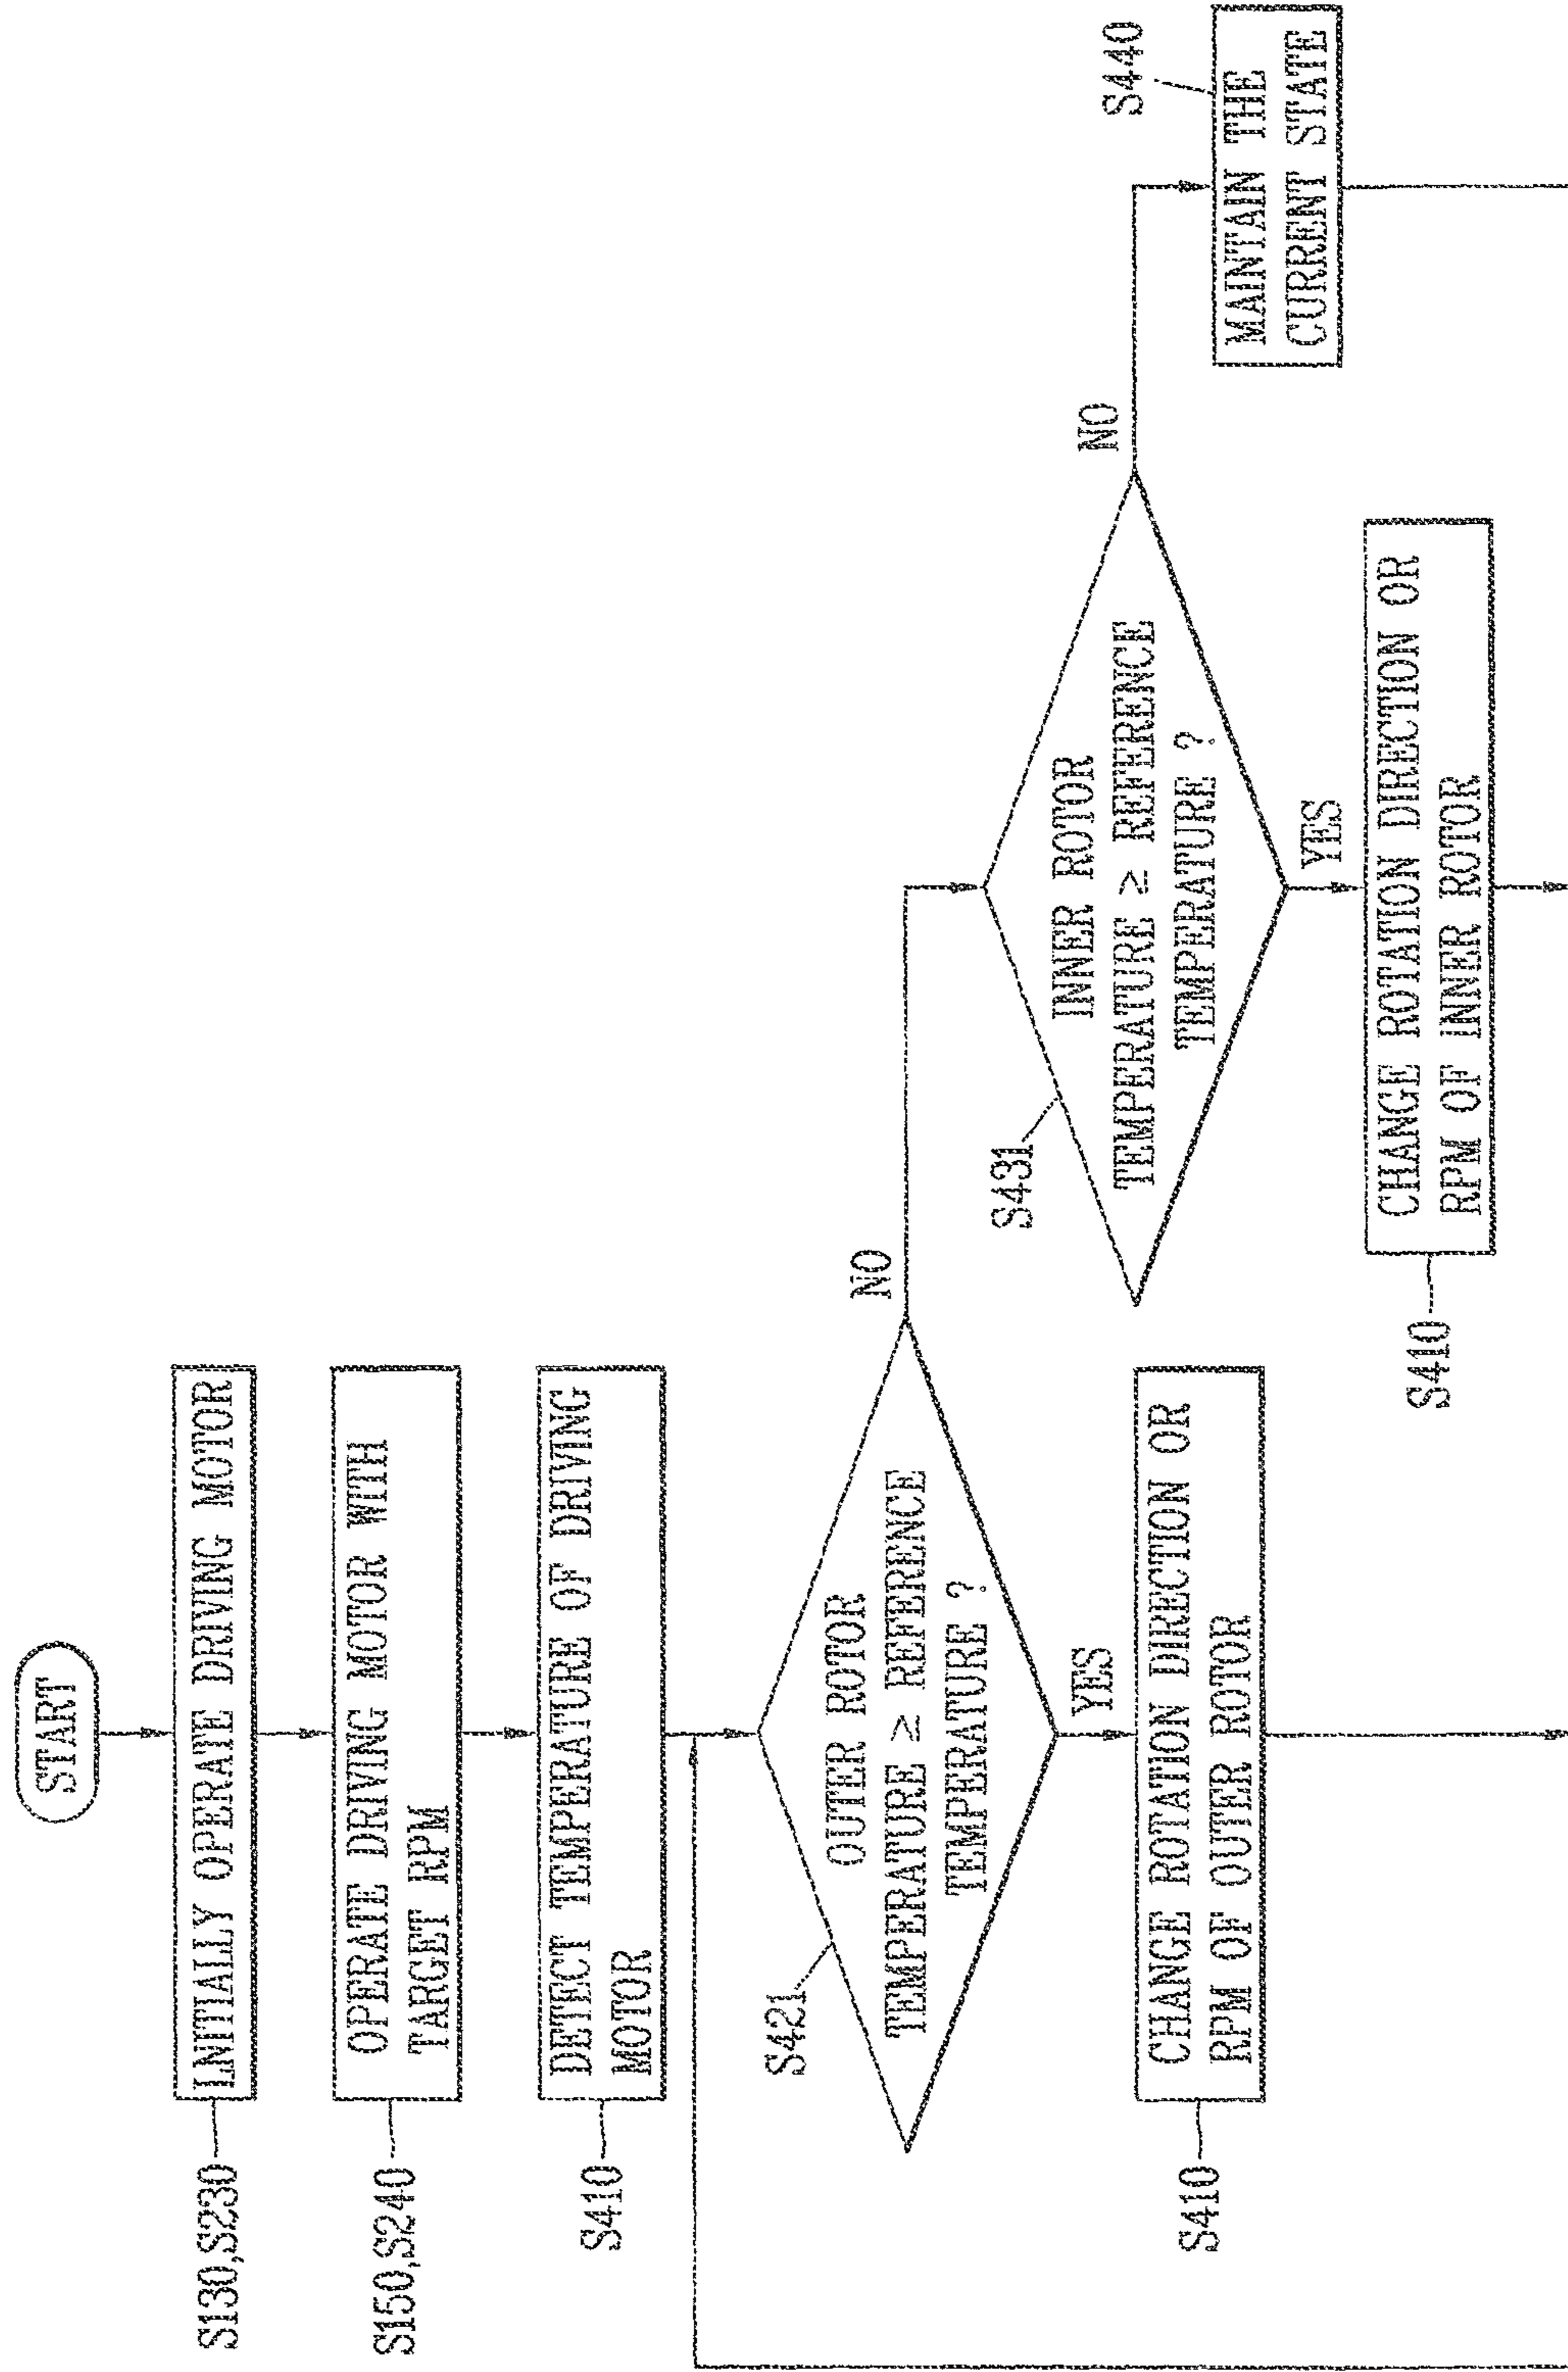 START
S130,S230
LNITIALLY OPERATE DRIVING MOTOR
S150,S240
OPERATE DRIVING MOTOR WITH
TARGET RPM
S410
DETECT TEMPERATURE OF DRIVING
MOTOR
S421
OUTER ROTOR
TEMPERATURE ≥ REFERENCE
TEMPERATURE ?
NO
YES
S410
CHANGE ROTATION DIRECTION OR
RPM OF OUTER ROTOR
S431
INNER ROTOR
TEMPERATURE ≥ REFERENCE
TEMPERATURE ?
NO
YES
S410
CHANGE ROTATION DIRECTION OR
RPM OF INNER ROTOR
S440
MAINTAIN THE
CURRENT STATE